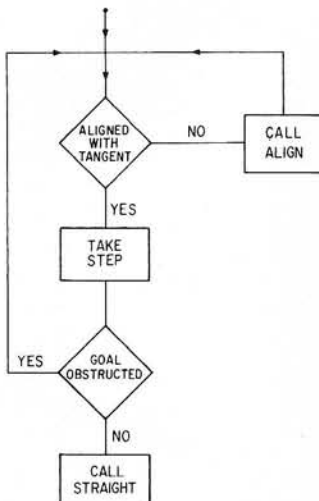 ALIGNED
WITH
TANGENT
NO
CALL
ALIGN
YES
TAKE
STEP
YES
GOAL
OBSTRUCTED
NO
CALL
STRAIGHT